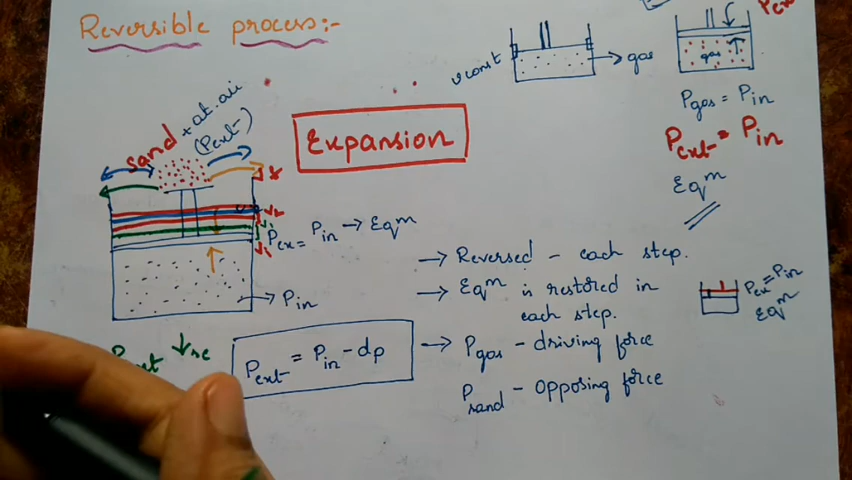 Reversible process:-
v const
gas
Pext
gas
Pgas = Pin
Pext = Pin
Eqm
sand + at. air
(Pext)
Expansion
Pex = Pin → Eqm
→ Pin
→ Reversed - each step.
→ Eqm is restored in
each step.
Pex = Pin
Eqm
Pext = Pin - dp
→ Pgas - driving force
Psand - opposing force